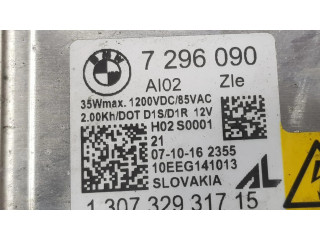 BMW
7 296 090
AI02 Zle
35Wmax. 1200VDC/85VAC
2.00Kh/DOT D1S/D1R 12V
H02 S0001
21
07-10-16 2355
10EEG141013
SLOVAKIA AL
1 307 329 317 15